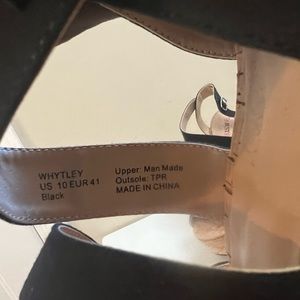 WHYTLEY
US 10 EUR 41
Black
Upper: Man Made
Outsole: TPR
MADE IN CHINA